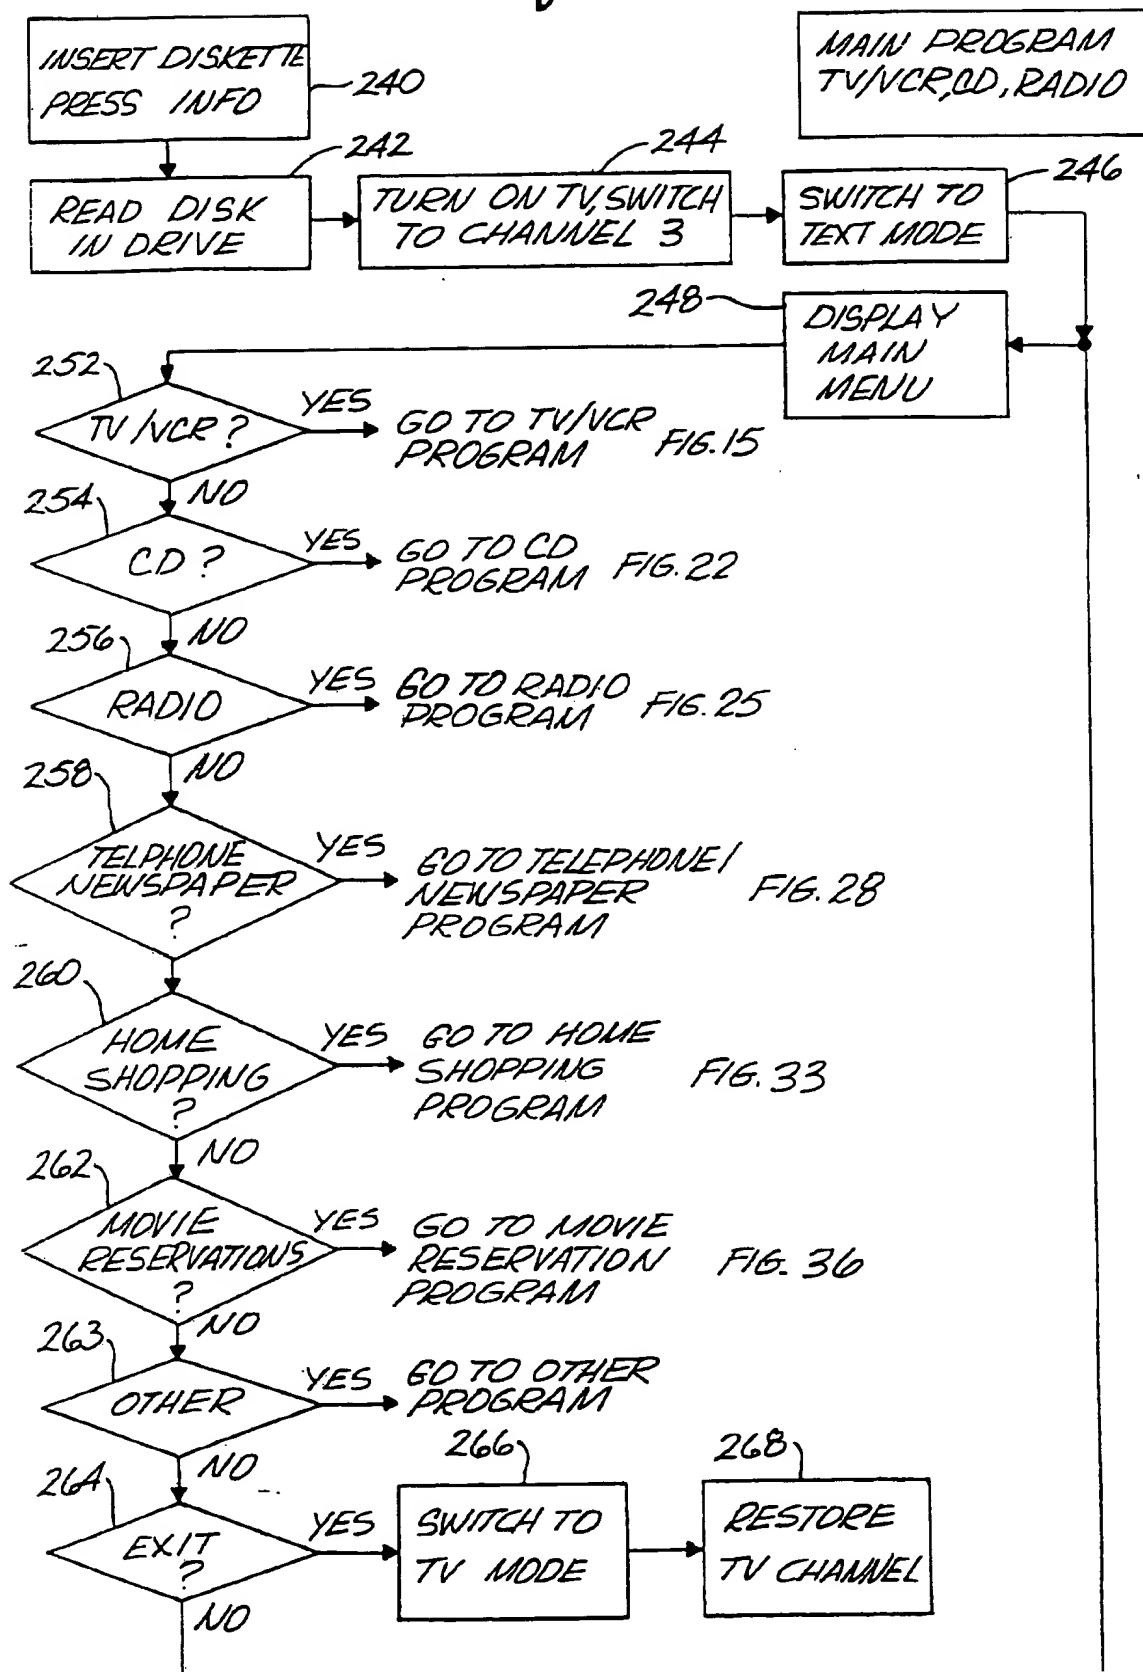 INSERT DISKETTE
PRESS INFO
240
MAIN PROGRAM
TV/VCR, CD, RADIO
242
READ DISK
IN DRIVE
244
TURN ON TV, SWITCH
TO CHANNEL 3
246
SWITCH TO
TEXT MODE
248
DISPLAY
MAIN
MENU
252
TV/VCR?
YES
GO TO TV/VCR
PROGRAM
FIG. 15
NO
254
CD?
YES
GO TO CD
PROGRAM
FIG. 22
NO
256
RADIO
YES
GO TO RADIO
PROGRAM
FIG. 25
NO
258
TELPHONE
NEWSPAPER
?
YES
GO TO TELEPHONE/
NEWSPAPER
PROGRAM
FIG. 28
260
HOME
SHOPPING
?
YES
GO TO HOME
SHOPPING
PROGRAM
FIG. 33
NO
262
MOVIE
RESERVATIONS
?
YES
GO TO MOVIE
RESERVATION
PROGRAM
FIG. 36
NO
263
OTHER
YES
GO TO OTHER
PROGRAM
NO
264
EXIT
?
YES
266
SWITCH TO
TV MODE
268
RESTORE
TV CHANNEL
NO